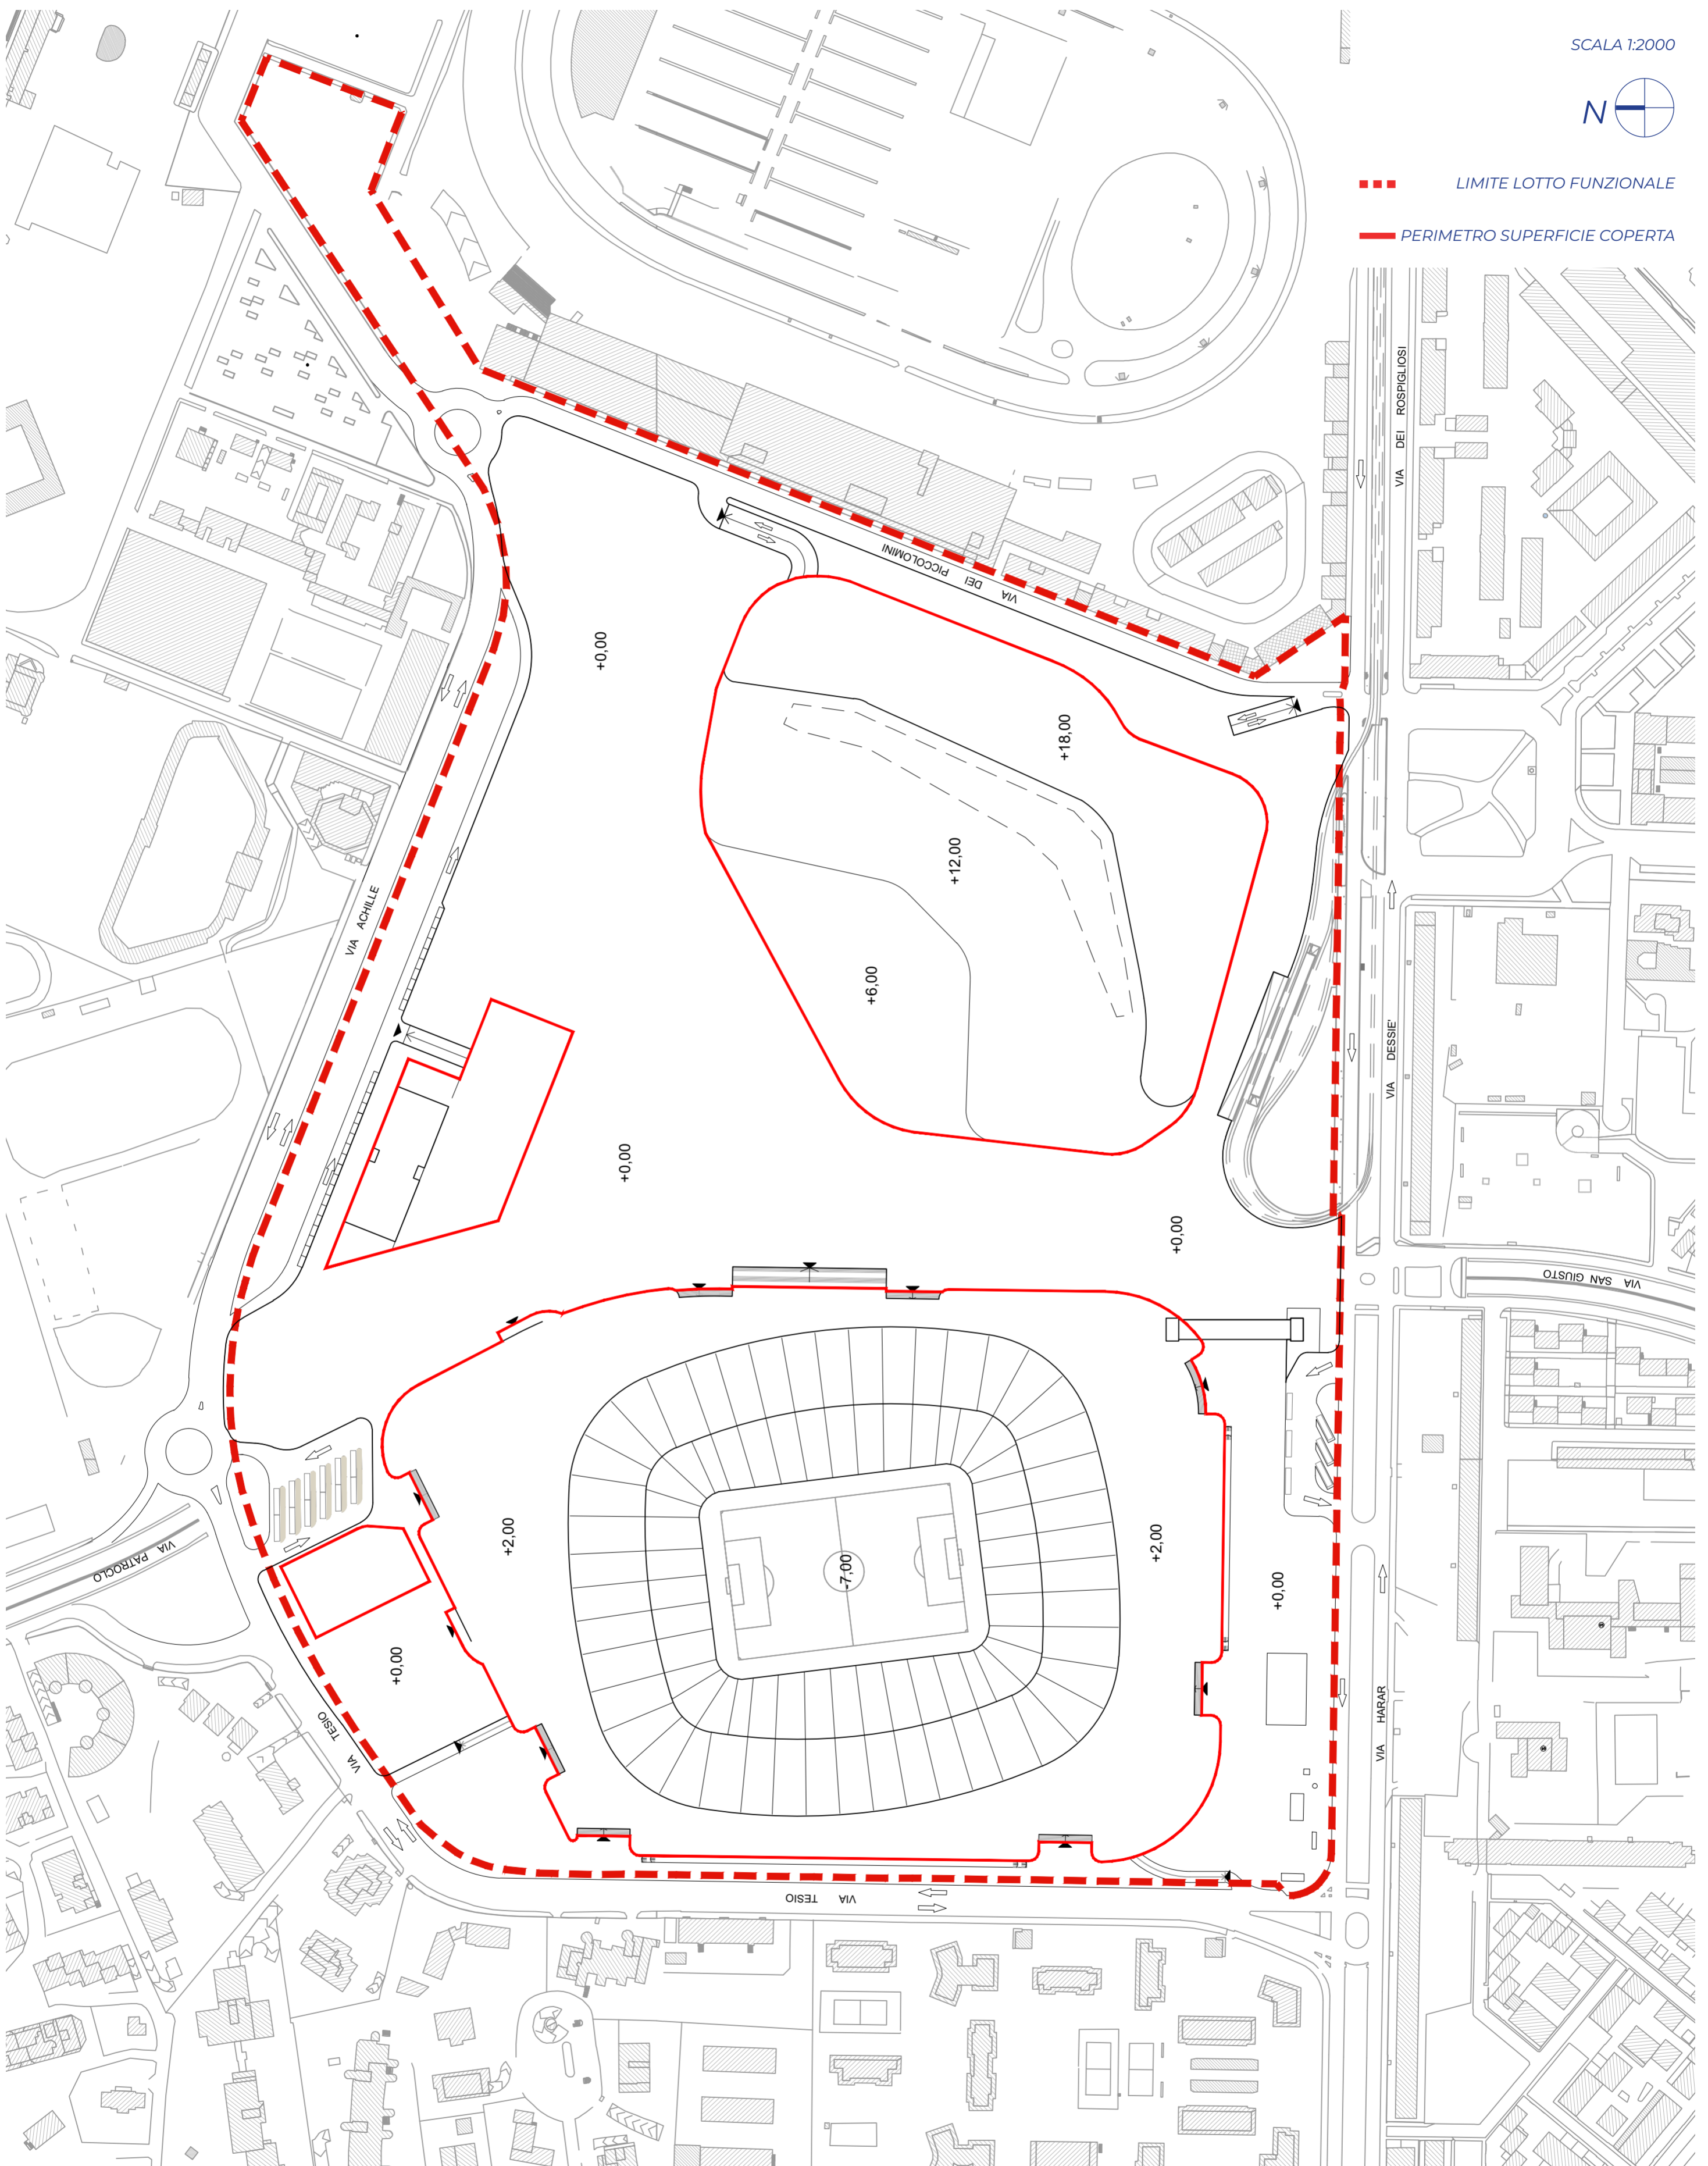 SCALA 1:2000
N
LIMITE LOTTO FUNZIONALE
PERIMETRO SUPERFICIE COPERTA
VIA DEI ROSPIGLIOSI
VIA DEI PICCOLOMINI
+0,00
+18,00
+12,00
VIA ACHILLE
+6,00
VIA DESSIE'
+0,00
+0,00
VIA SAN GIUSTO
VIA PATROCLO
+2,00
-7,00
+2,00
+0,00
+0,00
VIA TESIO
VIA HARAR
VIA TESIO